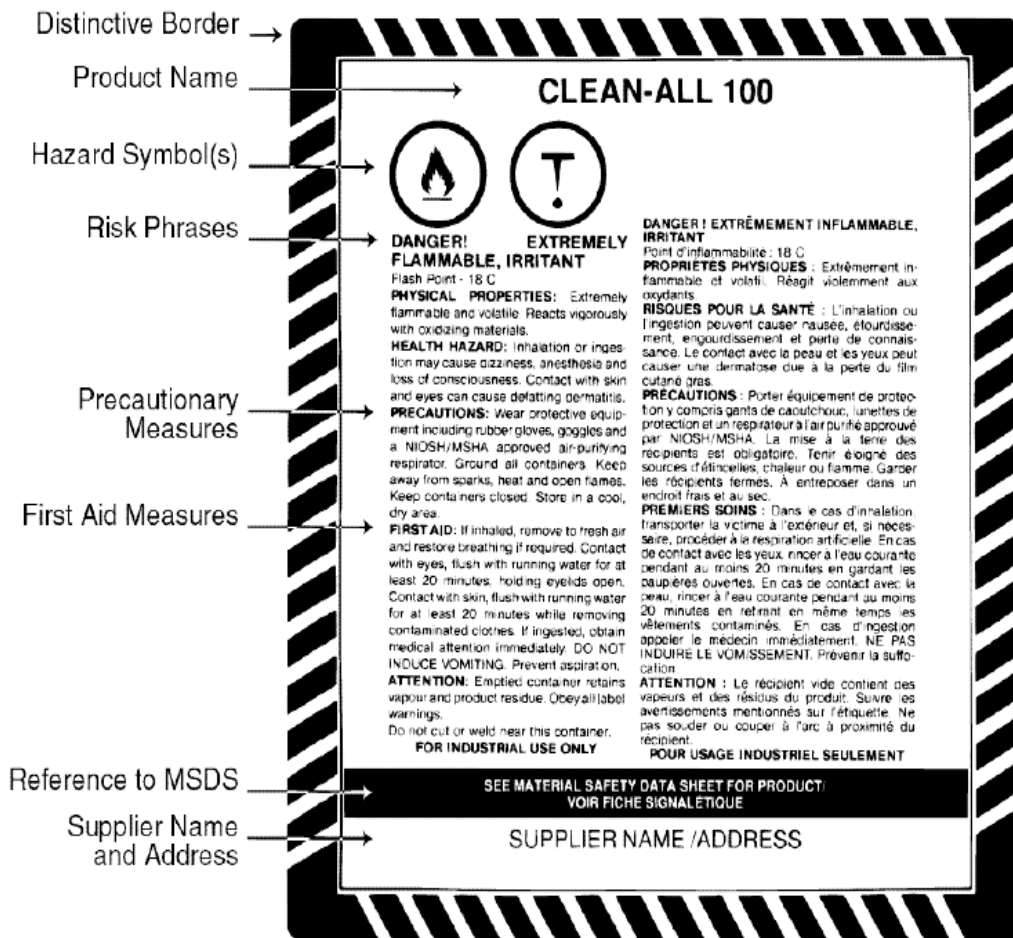 Distinctive Border
Product Name
Hazard Symbol(s)
Risk Phrases
Precautionary
Measures
First Aid Measures
Reference to MSDS
Supplier Name
and Address
CLEAN-ALL 100
DANGER! EXTREMELY
FLAMMABLE, IRRITANT
Flash Point - 18 C
PHYSICAL PROPERTIES: Extremely
flammable and volatile. Reacts vigorously
with oxidizing materials.
HEALTH HAZARD: Inhalation or inges-
tion may cause dizziness, anesthesia and
loss of consciousness. Contact with skin
and eyes can cause defatting dermatitis.
PRECAUTIONS: Wear protective equip-
ment including rubber gloves, goggles and
a NIOSH/MSHA approved air-purifying
respirator. Ground all containers. Keep
away from sparks, heat and open flames.
Keep containers closed. Store in a cool,
dry area.
FIRST AID: If inhaled, remove to fresh air
and restore breathing if required. Contact
with eyes, flush with running water for at
least 20 minutes, holding eyelids open.
Contact with skin, flush with running water
for at least 20 minutes while removing
contaminated clothes. If ingested, obtain
medical attention immediately. DO NOT
INDUCE VOMITING. Prevent aspiration.
ATTENTION: Emptied container retains
vapour and product residue. Obey all label
warnings.
Do not cut or weld near this container.
FOR INDUSTRIAL USE ONLY
DANGER ! EXTRÊMEMENT INFLAMMABLE,
IRRITANT
Point d'inflammabilité : 18 C
PROPRIÉTÉS PHYSIQUES : Extrêmement in-
flammable et volatil. Réagit violemment aux
oxydants.
RISQUES POUR LA SANTÉ : L'inhalation ou
l'ingestion peuvent causer nausée, étourdisse-
ment, engourdissement et perte de connais-
sance. Le contact avec la peau et les yeux peut
causer une dermatose due à la perte du film
cutané gras.
PRÉCAUTIONS : Porter équipement de protec-
tion y compris gants de caoutchouc, lunettes de
protection et un respirateur à l'air purifié approuvé
par NIOSH/MSHA. La mise à la terre des
récipients est obligatoire. Tenir éloigné des
sources d'étincelles, chaleur ou flamme. Garder
les récipients fermés. À entreposer dans un
endroit frais et au sec.
PREMIERS SOINS : Dans le cas d'inhalation,
transporter la victime à l'extérieur et, si néces-
saire, procéder à la respiration artificielle. En cas
de contact avec les yeux, rincer à l'eau courante
pendant au moins 20 minutes en gardant les
paupières ouvertes. En cas de contact avec la
peau, rincer à l'eau courante pendant au moins
20 minutes en retirant en même temps les
vêtements contaminés. En cas d'ingestion
appeler le médecin immédiatement. NE PAS
INDUIRE LE VOMISSEMENT. Prévenir la suffo-
cation
ATTENTION : Le récipient vide contient des
vapeurs et des résidus du produit. Suivre les
avertissements mentionnés sur l'étiquette. Ne
pas souder ou couper à l'arc à proximité du
récipient.
POUR USAGE INDUSTRIEL SEULEMENT
SEE MATERIAL SAFETY DATA SHEET FOR PRODUCT/
VOIR FICHE SIGNALÉTIQUE
SUPPLIER NAME /ADDRESS